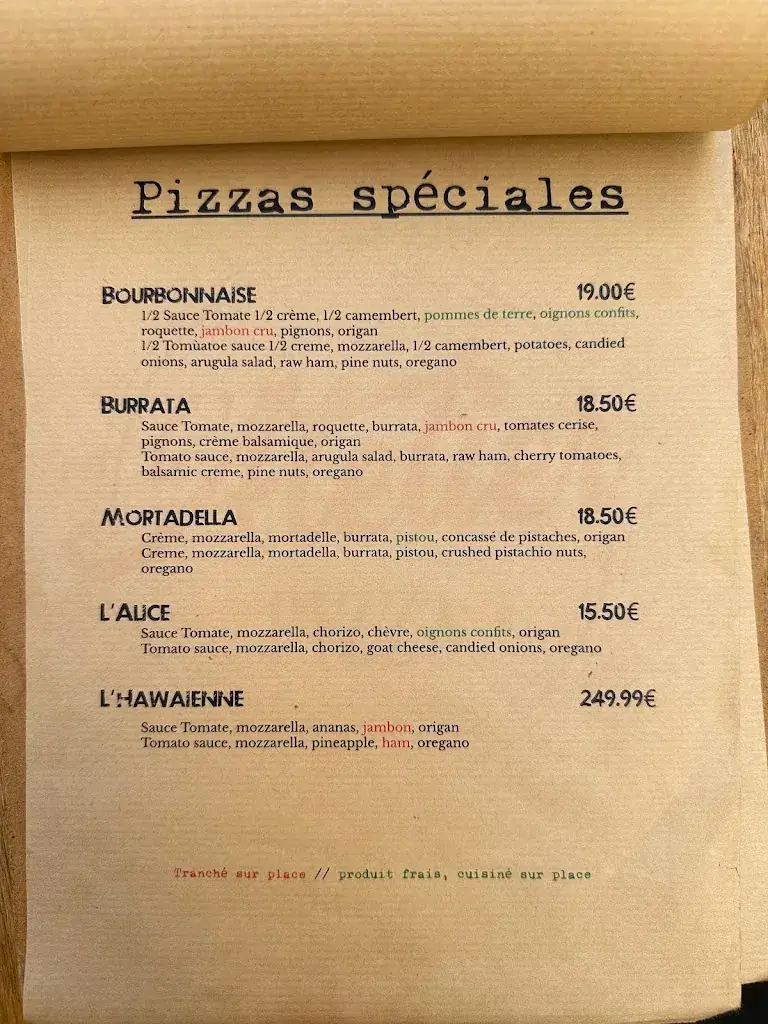 Pizzas spéciales
BOURBONNAISE 19.00€
1/2 Sauce Tomate 1/2 crème, 1/2 camembert, pommes de terre, oignons confits,
roquette, jambon cru, pignons, origan
1/2 Tomùatoe sauce 1/2 creme, mozzarella, 1/2 camembert, potatoes, candied
onions, arugula salad, raw ham, pine nuts, oregano
BURRATA 18.50€
Sauce Tomate, mozzarella, roquette, burrata, jambon cru, tomates cerise,
pignons, crème balsamique, origan
Tomato sauce, mozzarella, arugula salad, burrata, raw ham, cherry tomatoes,
balsamic creme, pine nuts, oregano
MORTADELLA 18.50€
Crème, mozzarella, mortadelle, burrata, pistou, concassé de pistaches, origan
Creme, mozzarella, mortadella, burrata, pistou, crushed pistachio nuts,
oregano
L'ALICE 15.50€
Sauce Tomate, mozzarella, chorizo, chèvre, oignons confits, origan
Tomato sauce, mozzarella, chorizo, goat cheese, candied onions, oregano
L'HAWAIENNE 249.99€
Sauce Tomate, mozzarella, ananas, jambon, origan
Tomato sauce, mozzarella, pineapple, ham, oregano
Tranché sur place // produit frais, cuisiné sur place